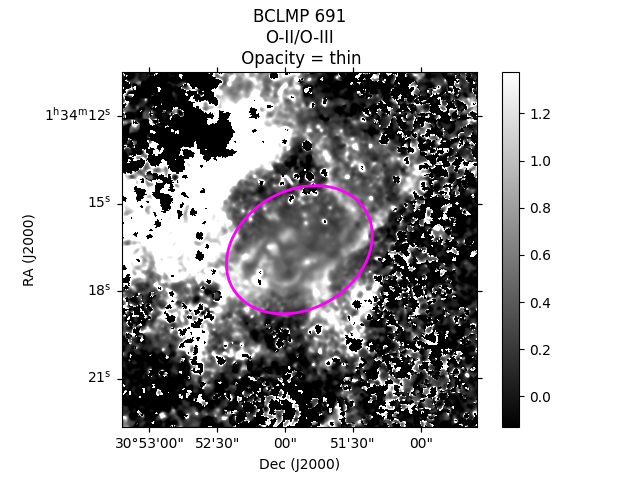 BCLMP 691
O-II/O-III
Opacity = thin
1ʰ34ᵐ12ˢ
15ˢ
18ˢ
21ˢ
RA (J2000)
30°53'00" 52'30" 00" 51'30" 00"
Dec (J2000)
1.2
1.0
0.8
0.6
0.4
0.2
0.0